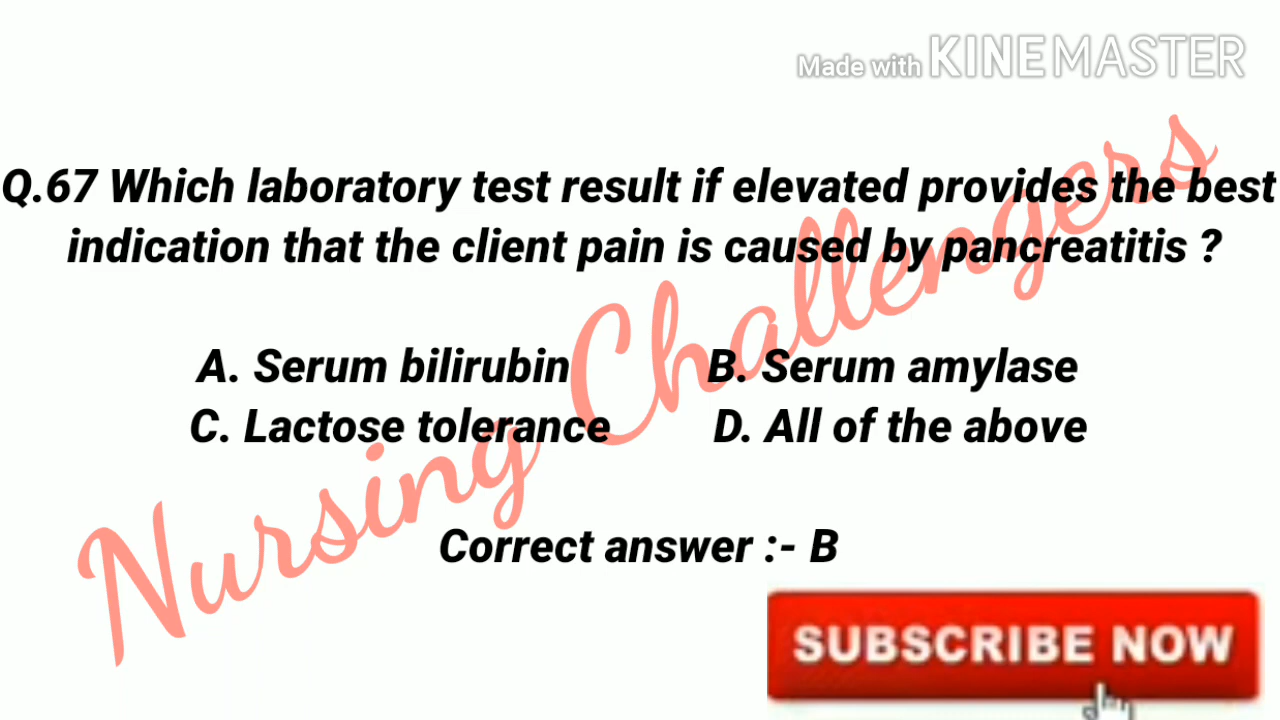 Made with KINEMASTER
Q.67 Which laboratory test result if elevated provides the best
indication that the client pain is caused by pancreatitis ?
A. Serum bilirubin B. Serum amylase
C. Lactose tolerance D. All of the above
Correct answer :- B
Nursing Challengers
SUBSCRIBE NOW